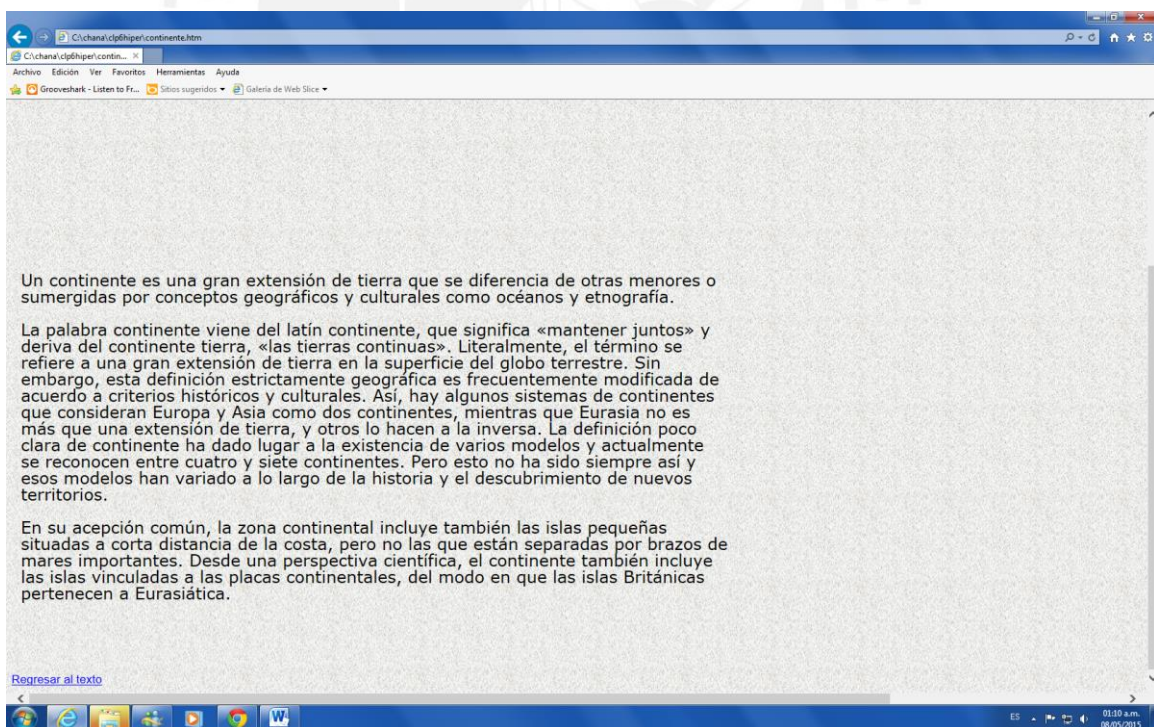 C:\chana\clp6hiper\continente.htm
C:\chana\clp6hiper\contin...
Archivo Edición Ver Favoritos Herramientas Ayuda
Grooveshark - Listen to Fr... Sitios sugeridos Galería de Web Slice
Un continente es una gran extensión de tierra que se diferencia de otras menores o
sumergidas por conceptos geográficos y culturales como océanos y etnografía.
La palabra continente viene del latín continente, que significa «mantener juntos» y
deriva del continente tierra, «las tierras continuas». Literalmente, el término se
refiere a una gran extensión de tierra en la superficie del globo terrestre. Sin
embargo, esta definición estrictamente geográfica es frecuentemente modificada de
acuerdo a criterios históricos y culturales. Así, hay algunos sistemas de continentes
que consideran Europa y Asia como dos continentes, mientras que Eurasia no es
más que una extensión de tierra, y otros lo hacen a la inversa. La definición poco
clara de continente ha dado lugar a la existencia de varios modelos y actualmente
se reconocen entre cuatro y siete continentes. Pero esto no ha sido siempre así y
esos modelos han variado a lo largo de la historia y el descubrimiento de nuevos
territorios.
En su acepción común, la zona continental incluye también las islas pequeñas
situadas a corta distancia de la costa, pero no las que están separadas por brazos de
mares importantes. Desde una perspectiva científica, el continente también incluye
las islas vinculadas a las placas continentales, del modo en que las islas Británicas
pertenecen a Eurasiática.
Regresar al texto
ES 01:10 a.m.
08/05/2015